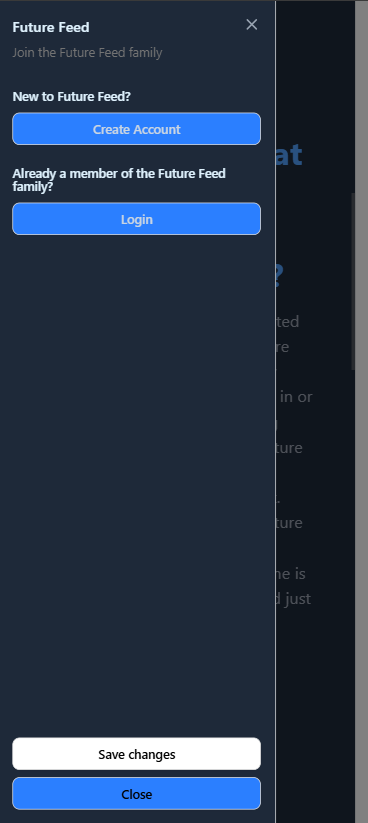 Future Feed
Join the Future Feed family
New to Future Feed?
Create Account
Already a member of the Future Feed
family?
Login
at
?
ted
re
in or
ture
.
ture
ne is
d just
Save changes
Close